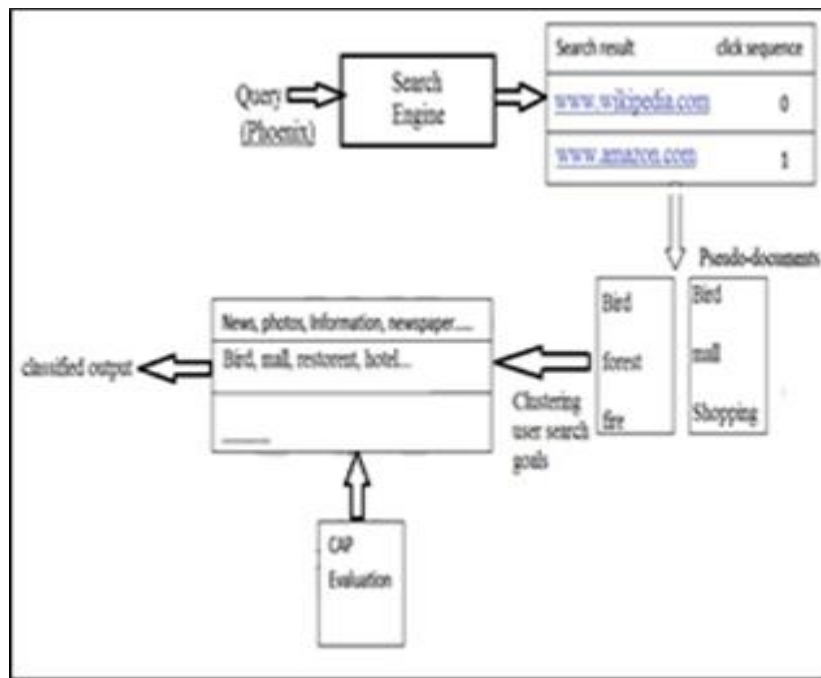 Query
(Phoenix)
Search
Engine
Search result click sequence
www.wikipedia.com 0
www.amazon.com 1
Pseudo-documents
Bird
forest
fire
Bird
mall
Shopping
Clustering
user search
goals
News, photos, Information, newspaper.....
Bird, mall, restorent, hotel...
classified output
CAP
Evaluation